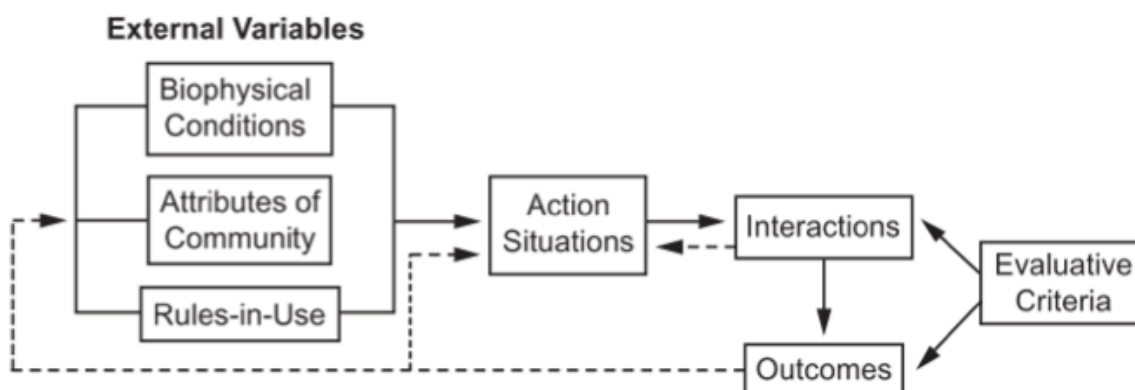 External Variables
Biophysical
Conditions
Attributes of
Community
Rules-in-Use
Action
Situations
Interactions
Outcomes
Evaluative
Criteria